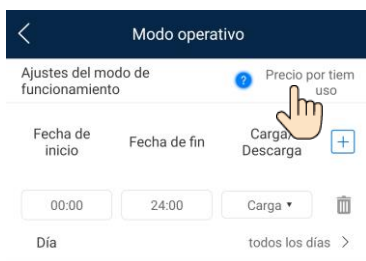 Modo operativo
Ajustes del modo de
funcionamiento
? Precio por tiem
uso
Fecha de
inicio
Fecha de fin
Carga/
Descarga
00:00 24:00 Carga
Día todos los días